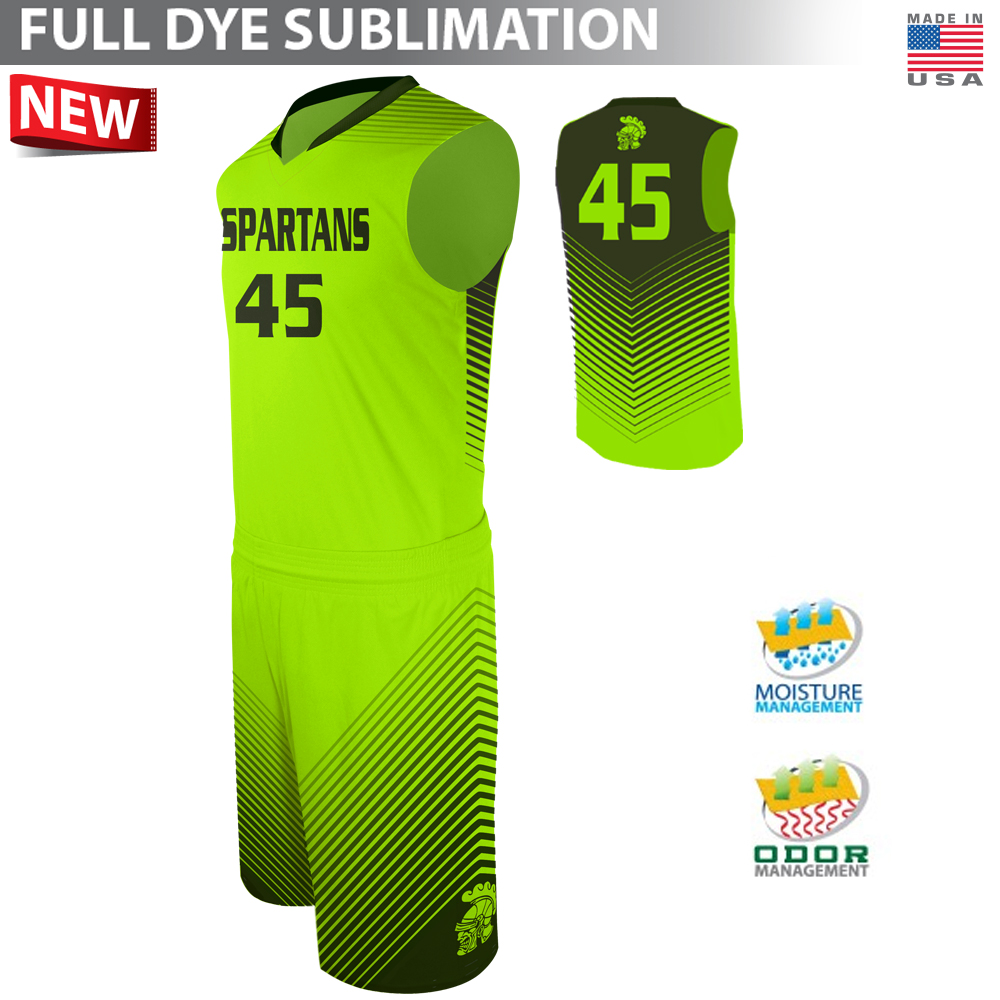 FULL DYE SUBLIMATION
MADE IN
USA
NEW
SPARTANS
45
45
MOISTURE
MANAGEMENT
ODOR
MANAGEMENT